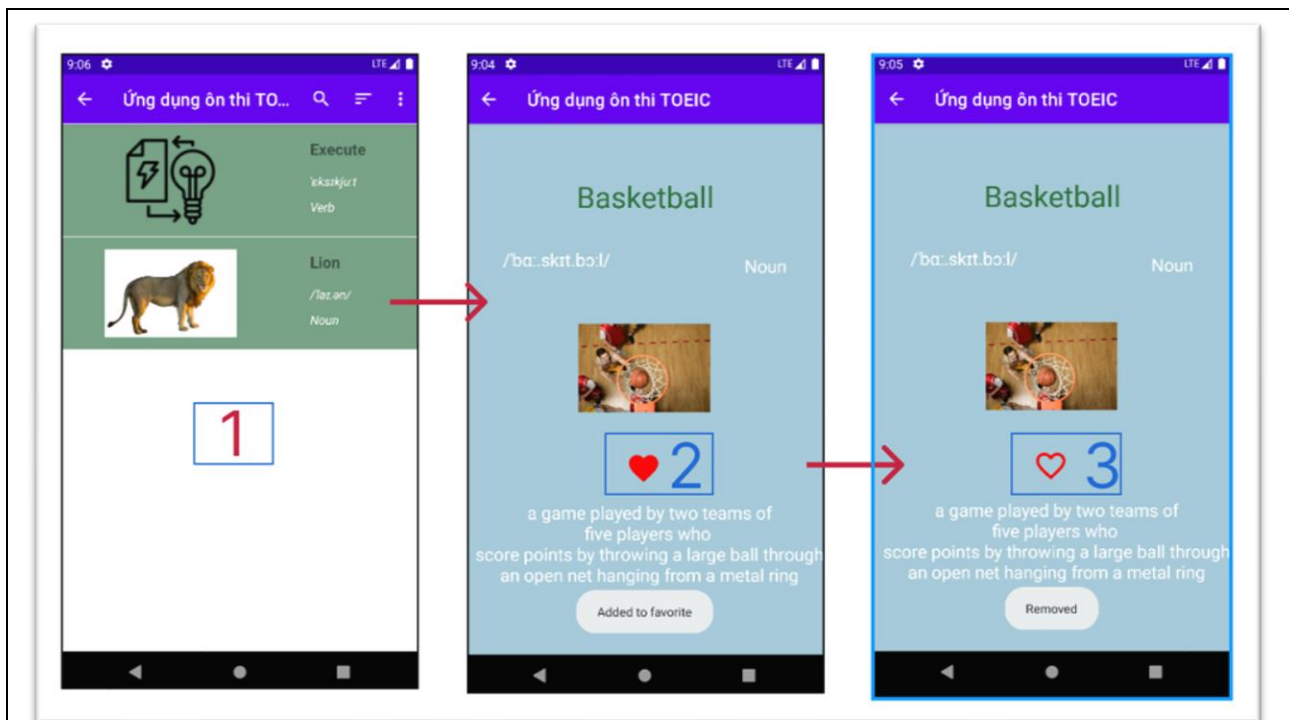 9:06 LTE
Ứng dụng ôn thi TO...
Execute
'eksɪkjuːt
Verb
Lion
/ˈlaɪ.ən/
Noun
1
9:04 LTE
Ứng dụng ôn thi TOEIC
Basketball
/ˈbɑː.skɪt.bɔːl/
Noun
2
a game played by two teams of
five players who
score points by throwing a large ball through
an open net hanging from a metal ring
Added to favorite
9:05 LTE
Ứng dụng ôn thi TOEIC
Basketball
/ˈbɑː.skɪt.bɔːl/
Noun
3
a game played by two teams of
five players who
score points by throwing a large ball through
an open net hanging from a metal ring
Removed